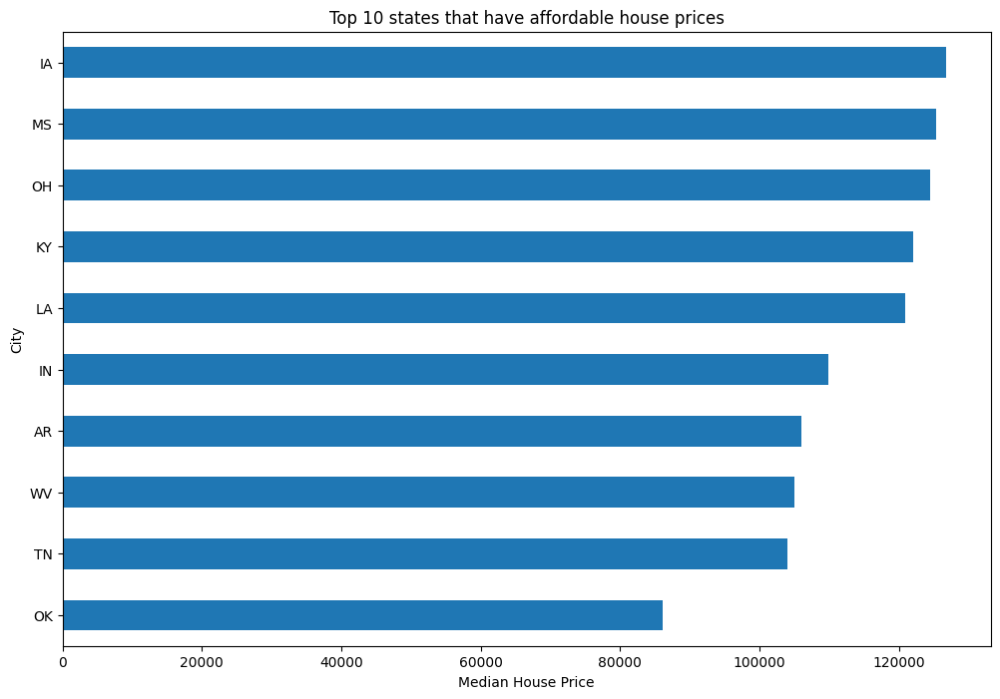 Top 10 states that have affordable house prices
IA
MS
OH
KY
LA
IN
AR
WV
TN
OK
City
0 20000 40000 60000 80000 100000 120000
Median House Price